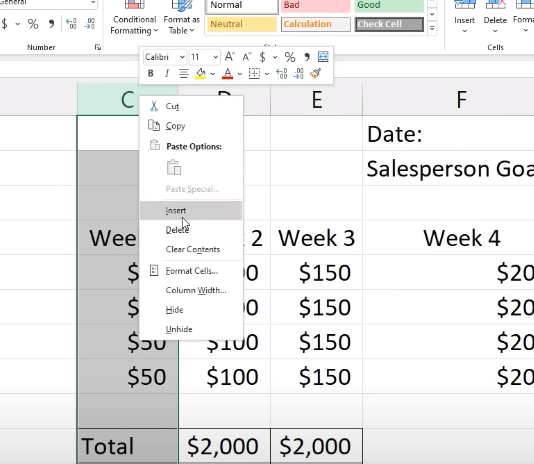 General
$ % 9
Number
Conditional Formatting
Format as Table
Normal
Bad
Good
Neutral
Calculation
Check Cell
Insert
Delete
Cells
Calibri 11 A A $ % 9
B I A
C D E F
Date:
Salesperson Goa
Cut
Copy
Paste Options:
Paste Special...
Insert
Delete
Clear Contents
Format Cells...
Column Width...
Hide
Unhide
Wee 2 Week 3 Week 4
$ 00 $150 $20
$ 00 $150 $20
$50 $100 $150 $20
$50 $100 $150 $20
Total $2,000 $2,000